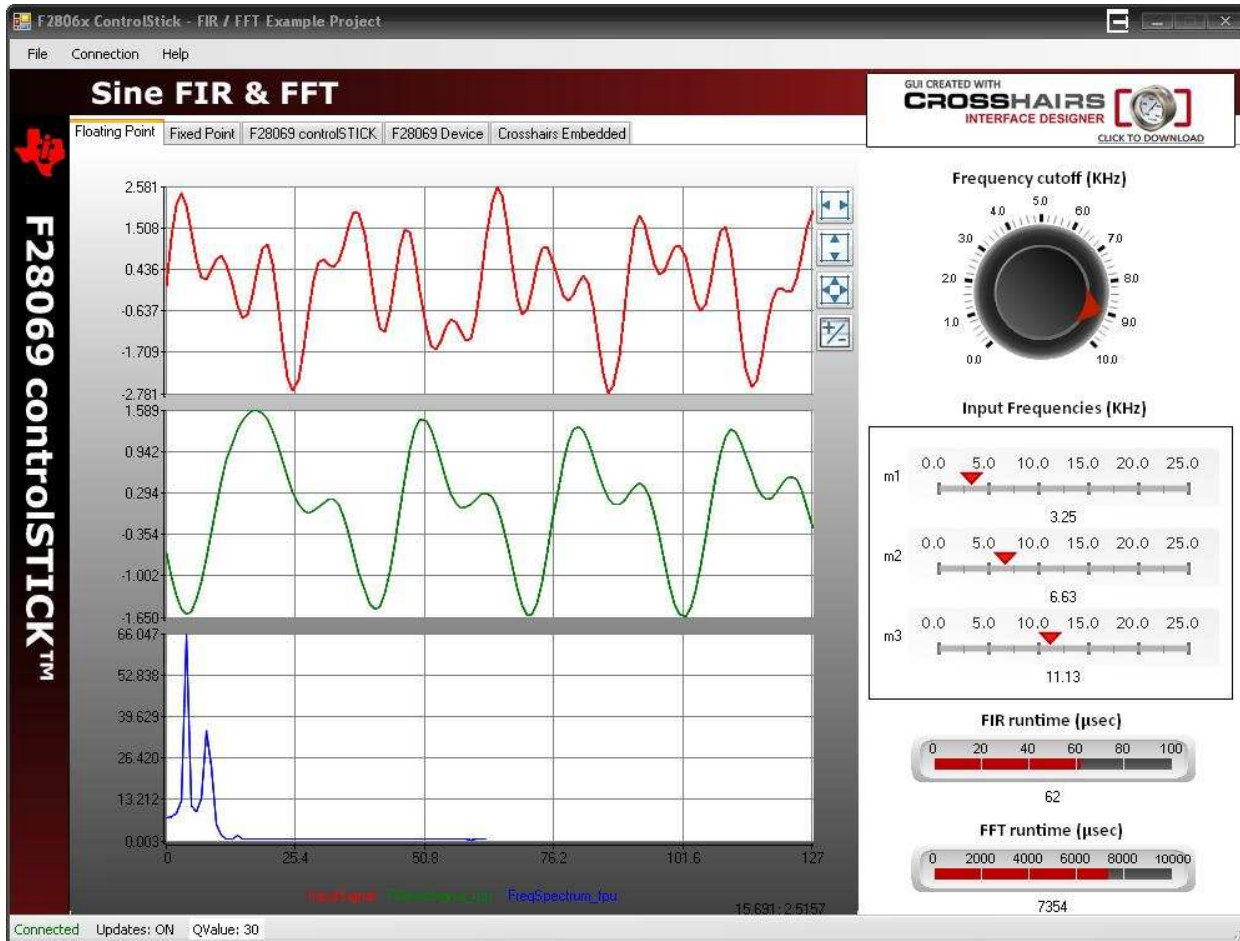 F2806x ControlStick - FIR / FFT Example Project
File Connection Help
Sine FIR & FFT
GUI CREATED WITH
CROSSHAIRS
INTERFACE DESIGNER
CLICK TO DOWNLOAD
Floating Point Fixed Point F28069 controlSTICK F28069 Device Crosshairs Embedded
F28069 controlSTICK™
2.581
1.508
0.436
-0.637
-1.709
-2.781
1.589
0.942
0.294
-0.354
-1.002
-1.650
66.047
52.838
39.629
26.420
13.212
0.003
0 25.4 50.8 76.2 101.6 127
InputSignal FreqSpectrum_fpu
15.691 : 2.5157
Frequency cutoff (KHz)
0.0 1.0 2.0 3.0 4.0 5.0 6.0 7.0 8.0 9.0 10.0
Input Frequencies (KHz)
0.0 5.0 10.0 15.0 20.0 25.0
m1
3.25
0.0 5.0 10.0 15.0 20.0 25.0
m2
6.63
0.0 5.0 10.0 15.0 20.0 25.0
m3
11.13
FIR runtime (µsec)
0 20 40 60 80 100
62
FFT runtime (µsec)
0 2000 4000 6000 8000 10000
7354
Connected Updates: ON QValue: 30